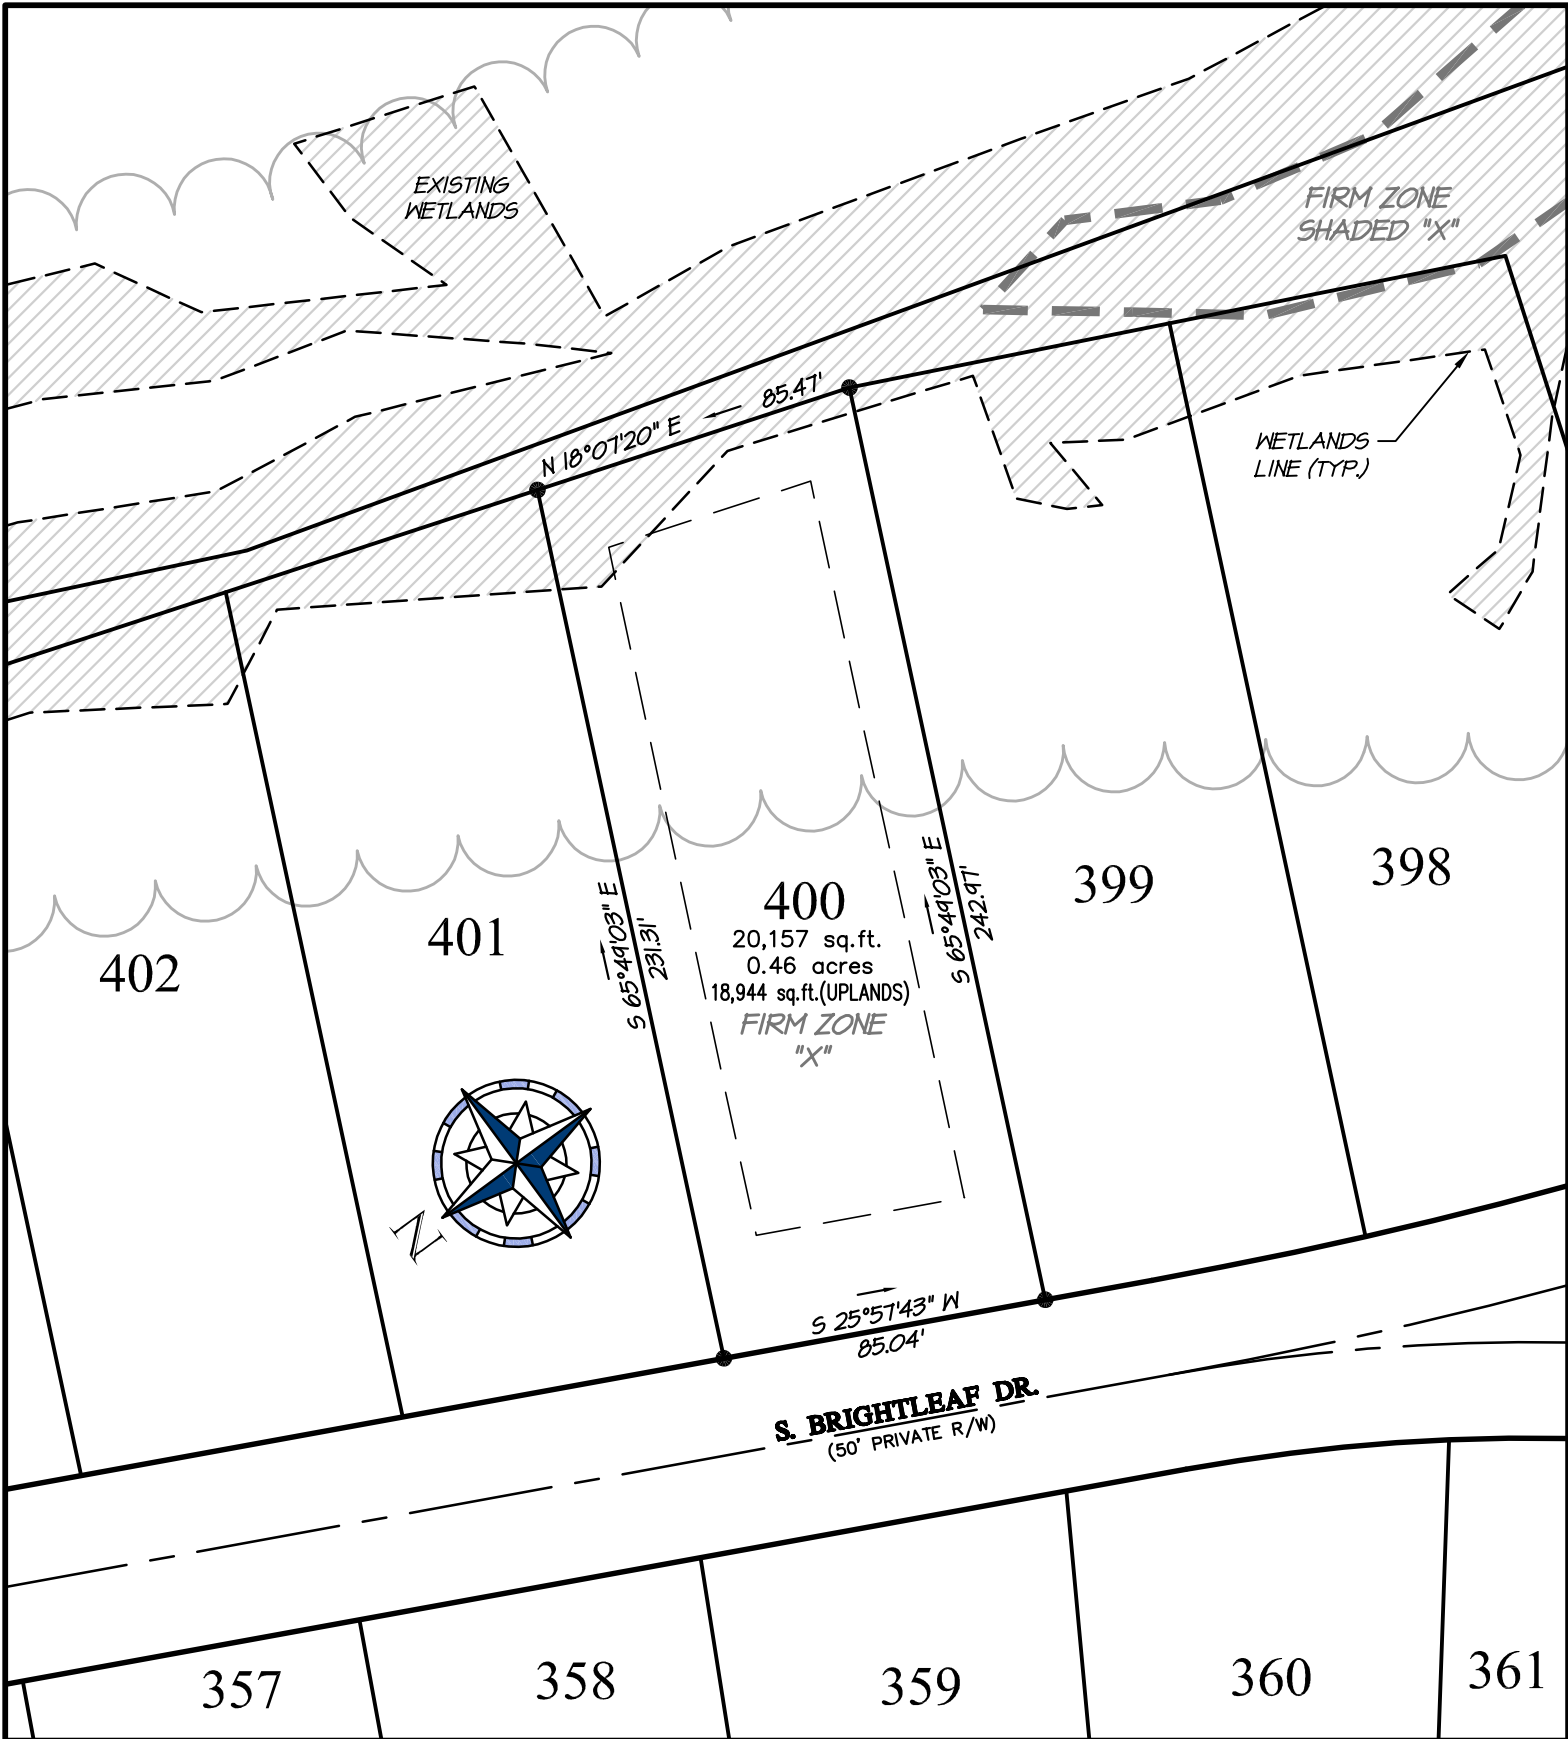 EXISTING
WETLANDS
FIRM ZONE
SHADED "X"
N 18°07'20" E
85.47'
WETLANDS
LINE (TYP.)
402
401
S 65°49'03" E
231.31'
400
20,157 sq.ft.
0.46 acres
18,944 sq.ft.(UPLANDS)
FIRM ZONE
"X"
S 65°49'03" E
242.97'
399
398
N
S 25°57'43" W
85.04'
S. BRIGHTLEAF DR.
(50' PRIVATE R/W)
357
358
359
360
361